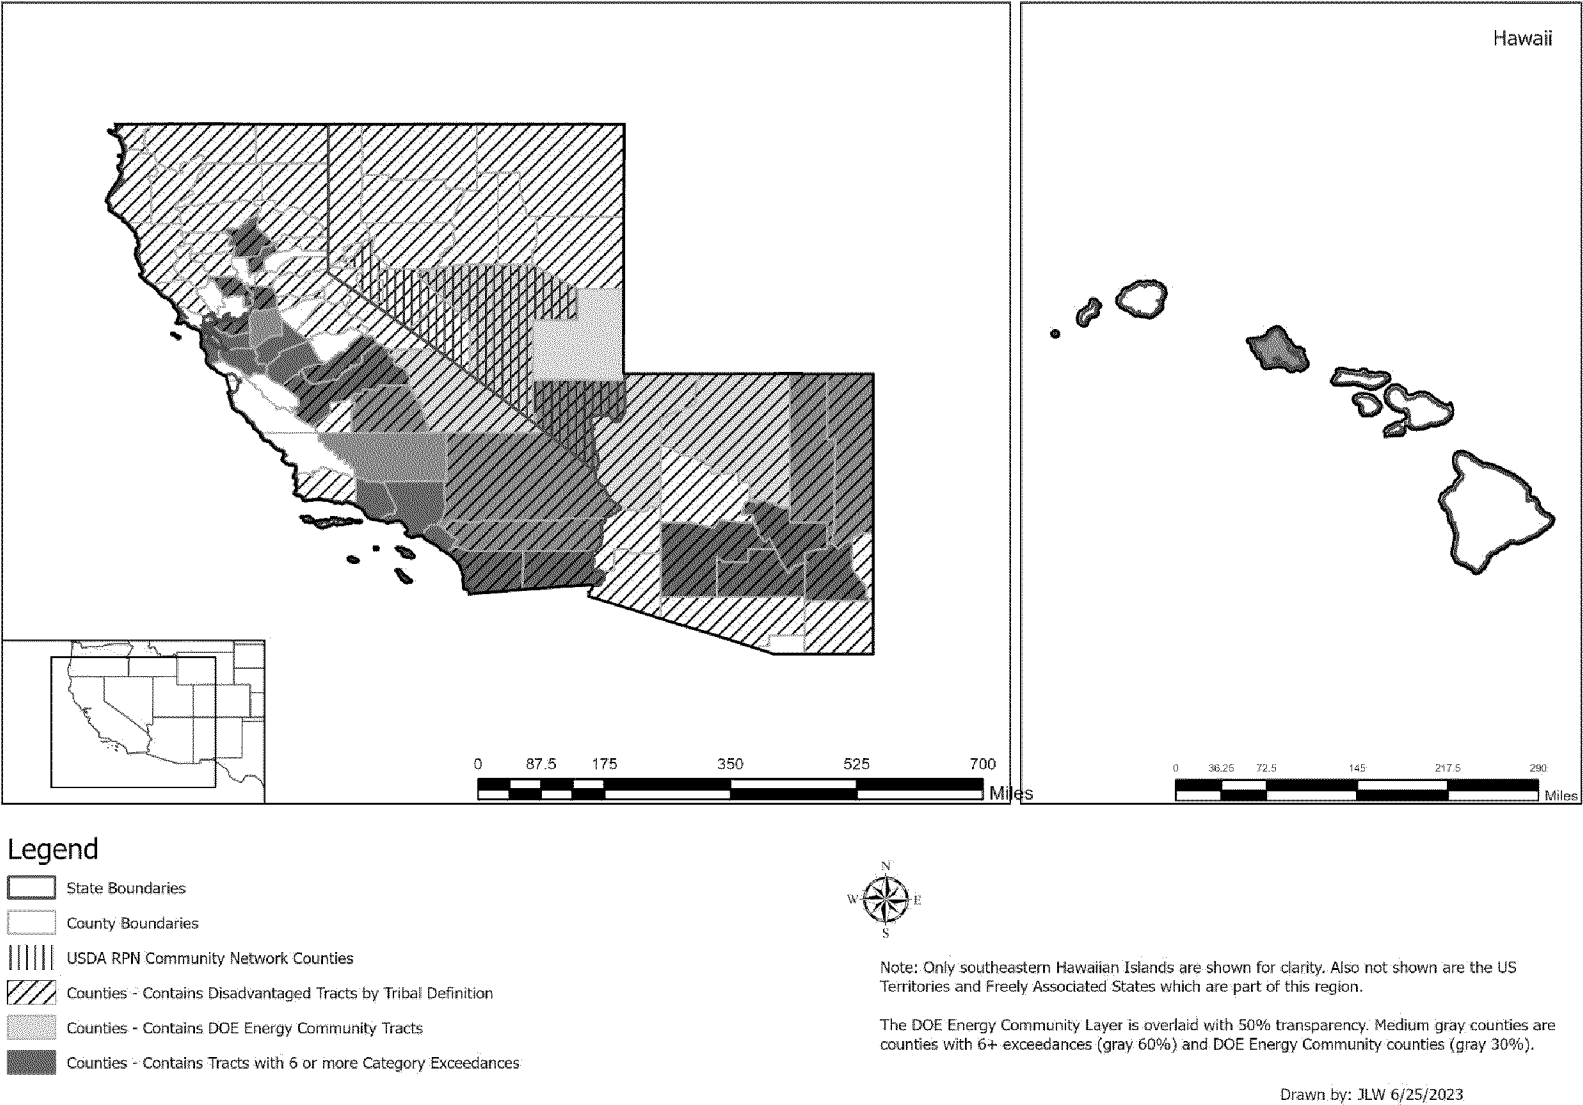 Hawaii
0 87.5 175 350 525 700
Miles
0 36.25 72.5 145 217.5 290
Miles
Legend
State Boundaries
County Boundaries
USDA RPN Community Network Counties
Counties - Contains Disadvantaged Tracts by Tribal Definition
Counties - Contains DOE Energy Community Tracts
Counties - Contains Tracts with 6 or more Category Exceedances
N
W E
S
Note: Only southeastern Hawaiian Islands are shown for clarity. Also not shown are the US
Territories and Freely Associated States which are part of this region.
The DOE Energy Community Layer is overlaid with 50% transparency. Medium gray counties are
counties with 6+ exceedances (gray 60%) and DOE Energy Community counties (gray 30%).
Drawn by: JLW 6/25/2023